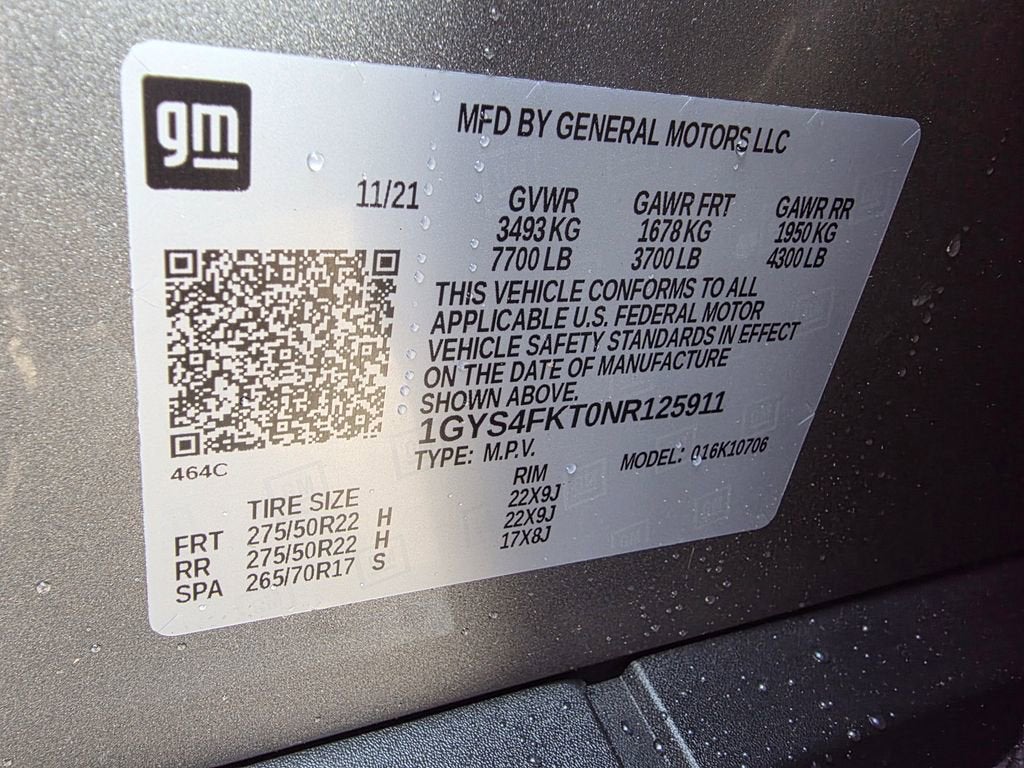 gm
MFD BY GENERAL MOTORS LLC
11/21 GVWR GAWR FRT GAWR RR
3493 KG 1678 KG 1950 KG
7700 LB 3700 LB 4300 LB
THIS VEHICLE CONFORMS TO ALL
APPLICABLE U.S. FEDERAL MOTOR
VEHICLE SAFETY STANDARDS IN EFFECT
ON THE DATE OF MANUFACTURE
SHOWN ABOVE.
1GYS4FKT0NR125911
TYPE: M.P.V. MODEL: 016K10706
464C
TIRE SIZE RIM
FRT 275/50R22 H 22X9J
RR 275/50R22 H 22X9J
SPA 265/70R17 S 17X8J